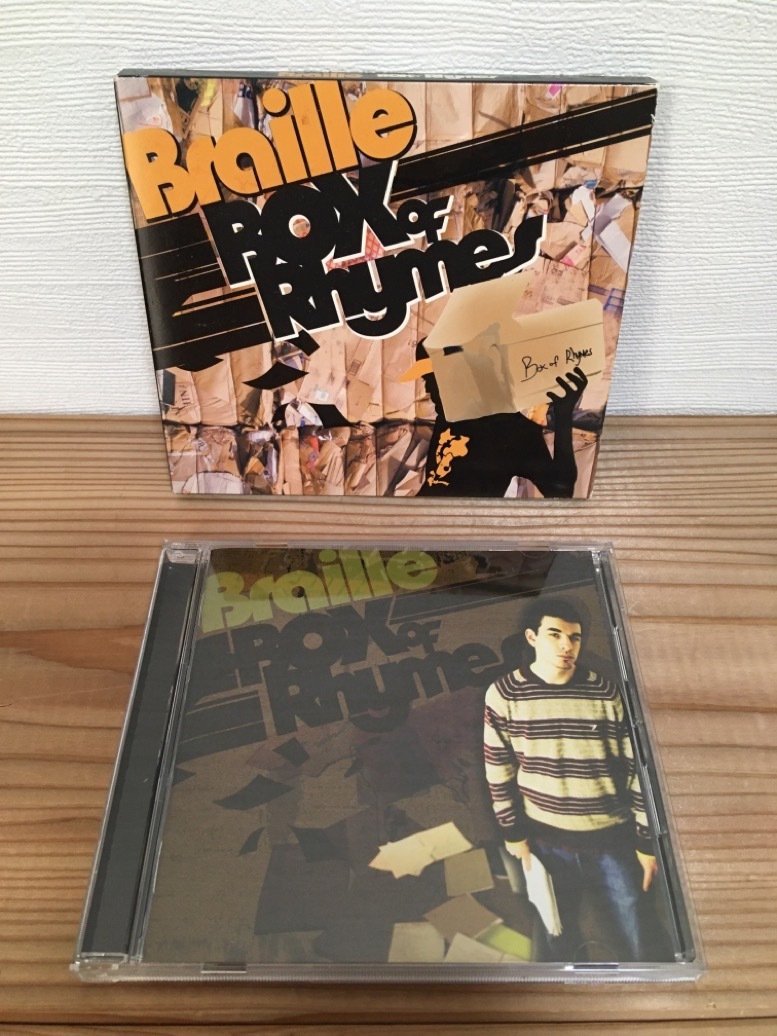 Braille
BOX OF
Rhymes
Box of Rhymes
Braille
BOX OF
Rhymes